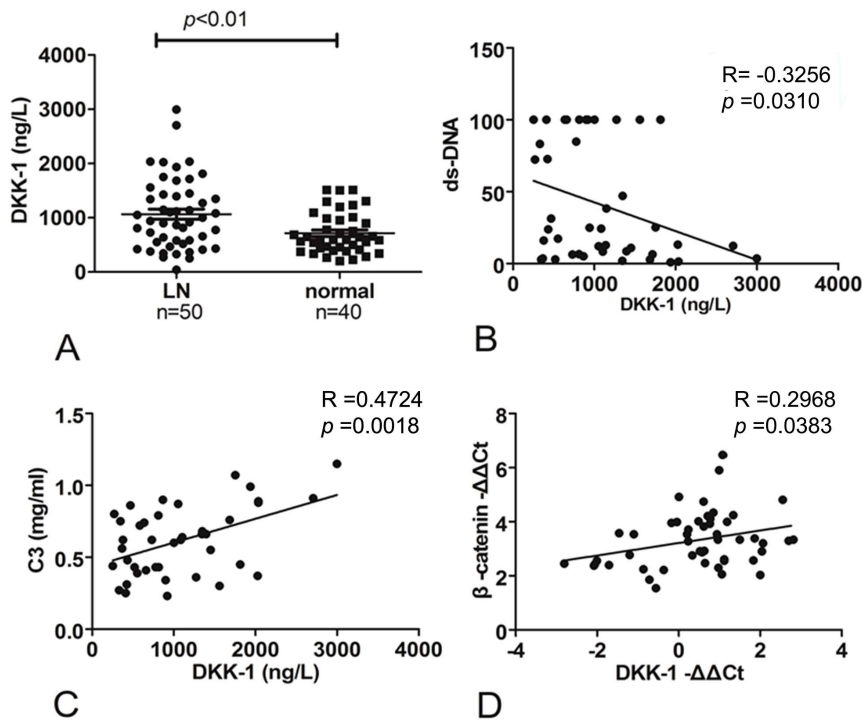 p<0.01
4000
3000
2000
1000
0
DKK-1 (ng/L)
LN
normal
n=50
n=40
A
R= -0.3256
p =0.0310
150
100
50
0
ds-DNA
0 1000 2000 3000 4000
DKK-1 (ng/L)
B
R =0.4724
p =0.0018
1.5
1.0
0.5
0.0
C3 (mg/ml)
0 1000 2000 3000 4000
DKK-1 (ng/L)
C
R =0.2968
p =0.0383
8
6
4
2
0
β -catenin -ΔΔCt
-4 -2 0 2 4
DKK-1 -ΔΔCt
D